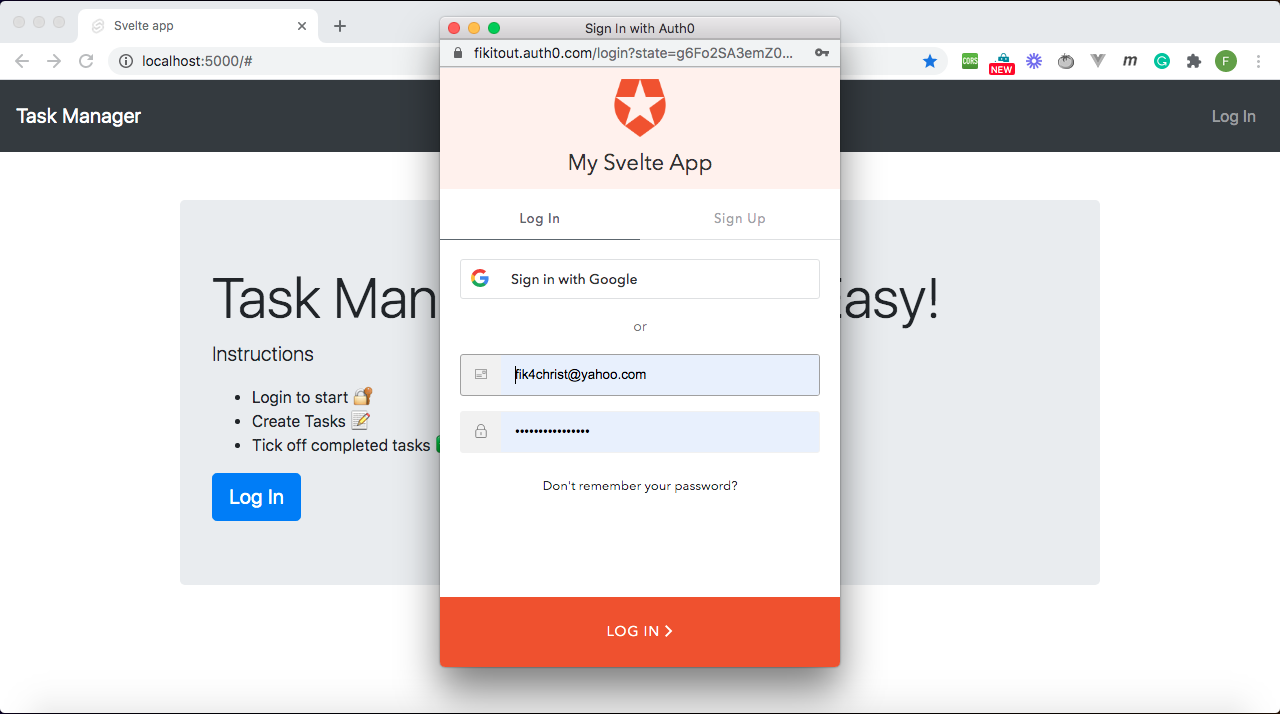 Svelte app
Sign In with Auth0
localhost:5000/#
fikitout.auth0.com/login?state=g6Fo2SA3emZ0...
CORS
NEW
m
G
F
Task Manager
Log In
My Svelte App
Log In
Sign Up
Sign in with Google
or
fik4christ@yahoo.com
••••••••••••••••
Don't remember your password?
LOG IN
Task Man
asy!
Instructions
Login to start
Create Tasks
Tick off completed tasks
Log In